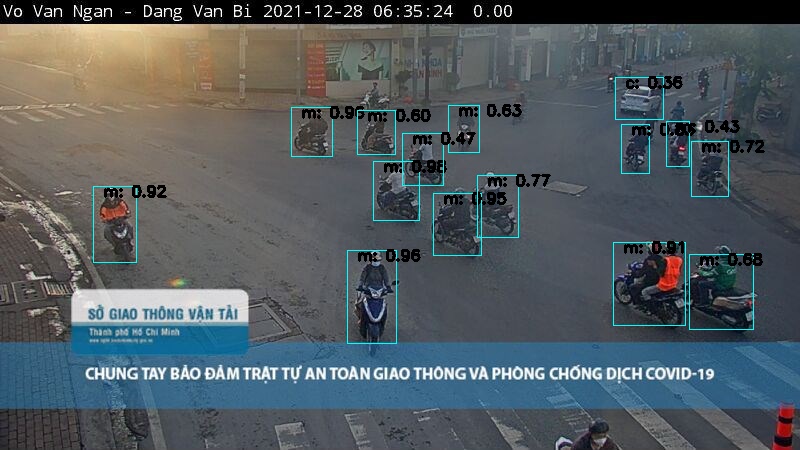 Vo Van Ngan - Dang Van Bi 2021-12-28 06:35:24 0.00
c: 0.36
m: 0.60
m: 0.63
m: 0.47
0.43
m: 0.72
m: 0.98
m: 0.77
m: 0.92
m: 0.95
m: 0.96
m: 0.91
m: 0.68
SỞ GIAO THÔNG VẬN TẢI
Thành phố Hồ Chí Minh
CHUNG TAY BẢO ĐẢM TRẬT TỰ AN TOÀN GIAO THÔNG VÀ PHÒNG CHỐNG DỊCH COVID-19